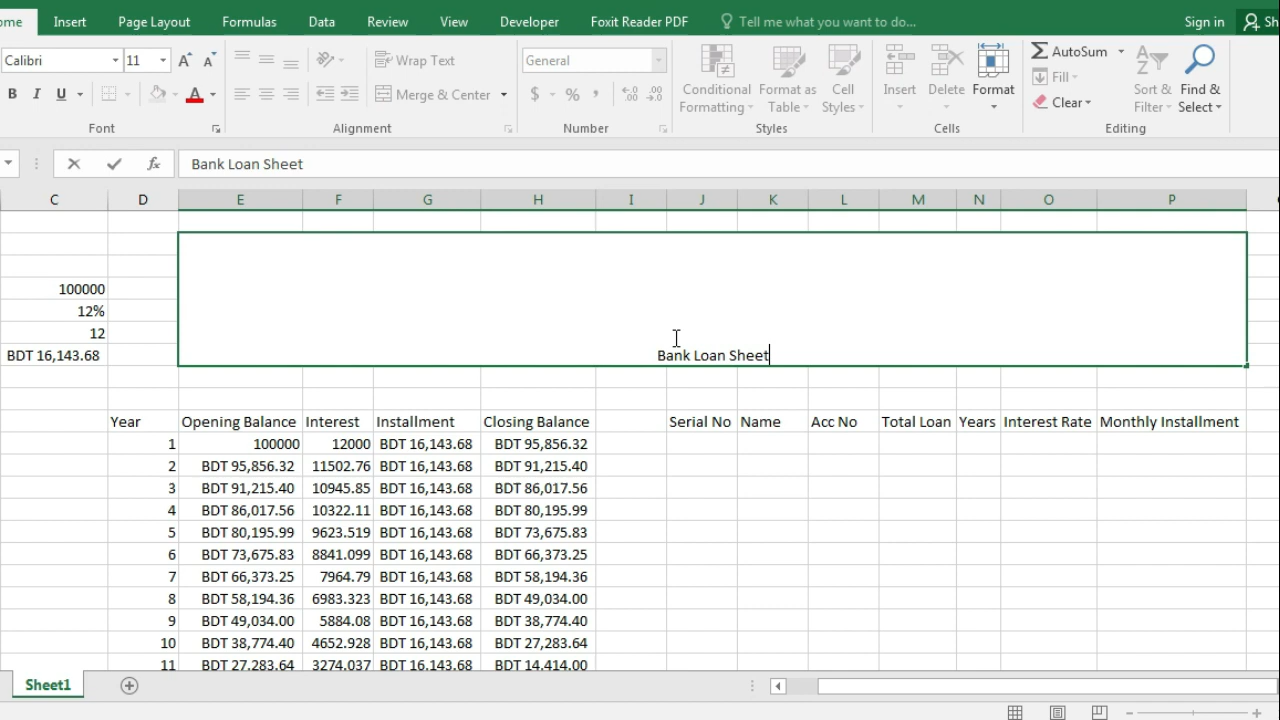 ome Insert Page Layout Formulas Data Review View Developer Foxit Reader PDF Tell me what you want to do... Sign in Sh
Calibri 11 A A Wrap Text General Conditional Formatting Format as Table Cell Styles Insert Delete Format AutoSum Fill Clear Sort & Filter Find & Select
B I U A Merge & Center $ % ,
Font Alignment Number Styles Cells Editing
fx Bank Loan Sheet
C D E F G H I J K L M N O P
100000
12%
12
BDT 16,143.68 Bank Loan Sheet
Year Opening Balance Interest Installment Closing Balance Serial No Name Acc No Total Loan Years Interest Rate Monthly Installment
1 100000 12000 BDT 16,143.68 BDT 95,856.32
2 BDT 95,856.32 11502.76 BDT 16,143.68 BDT 91,215.40
3 BDT 91,215.40 10945.85 BDT 16,143.68 BDT 86,017.56
4 BDT 86,017.56 10322.11 BDT 16,143.68 BDT 80,195.99
5 BDT 80,195.99 9623.519 BDT 16,143.68 BDT 73,675.83
6 BDT 73,675.83 8841.099 BDT 16,143.68 BDT 66,373.25
7 BDT 66,373.25 7964.79 BDT 16,143.68 BDT 58,194.36
8 BDT 58,194.36 6983.323 BDT 16,143.68 BDT 49,034.00
9 BDT 49,034.00 5884.08 BDT 16,143.68 BDT 38,774.40
10 BDT 38,774.40 4652.928 BDT 16,143.68 BDT 27,283.64
11 BDT 27,283.64 3274.037 BDT 16,143.68 BDT 14,414.00
Sheet1